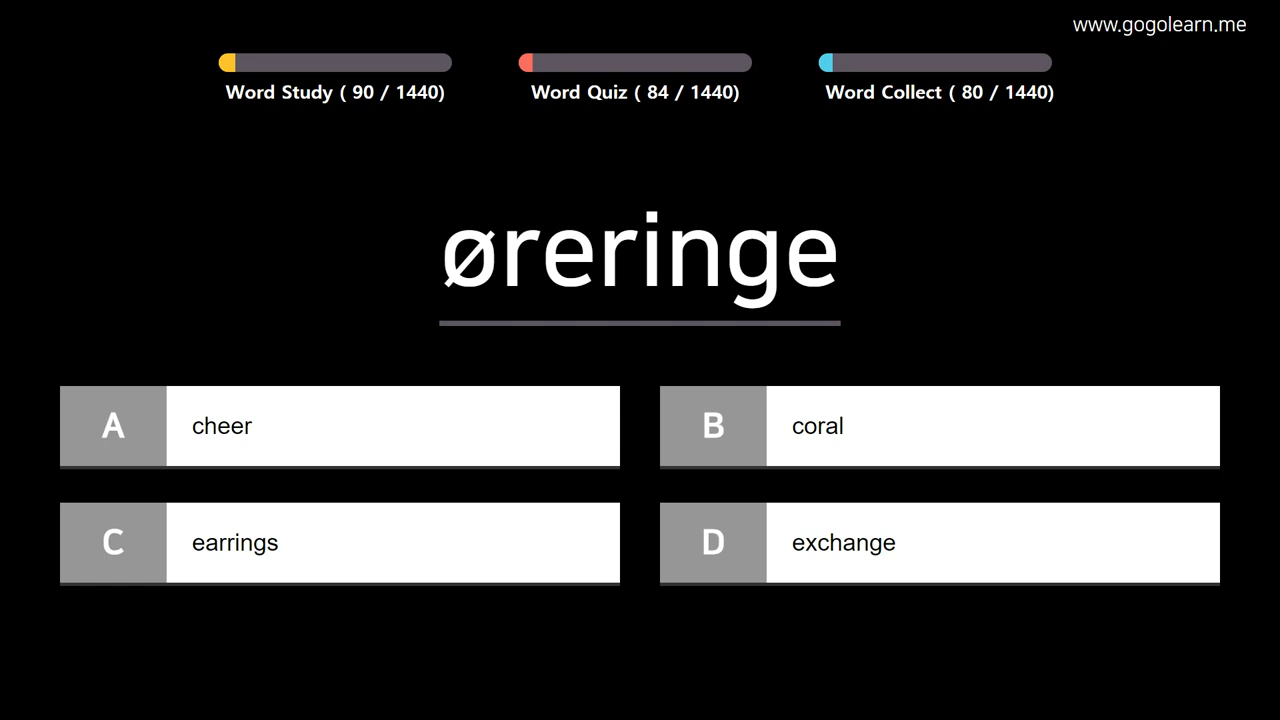 www.gogolearn.me
Word Study ( 90 / 1440)
Word Quiz ( 84 / 1440)
Word Collect ( 80 / 1440)
øreringe
A cheer
B coral
C earrings
D exchange